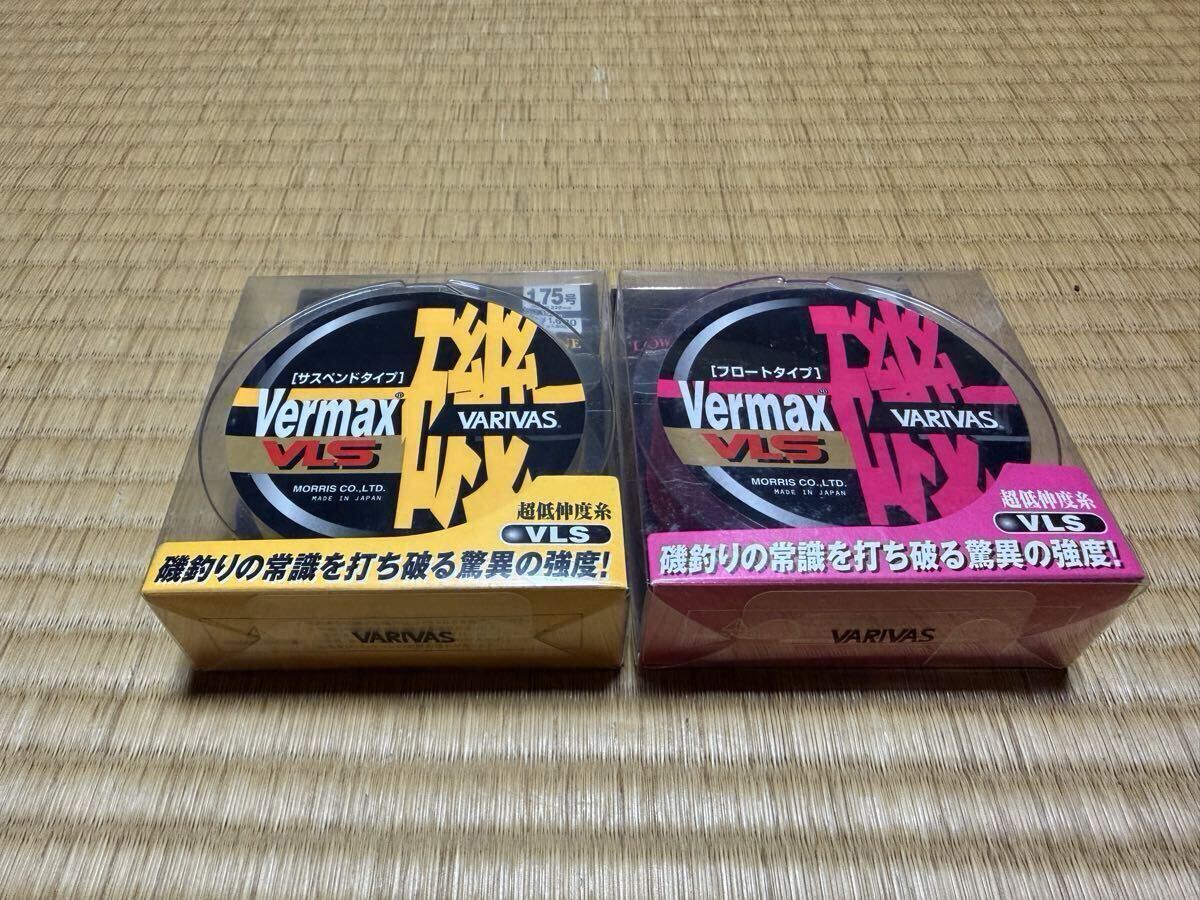 1.75号
[サスペンドタイプ]
Vermax®
VLS
磯
VARIVAS®
MORRIS CO.,LTD.
MADE IN JAPAN
超低伸度糸
VLS
磯釣りの常識を打ち破る驚異の強度!
VARIVAS
[フロートタイプ]
Vermax®
VLS
磯
VARIVAS®
MORRIS CO.,LTD.
MADE IN JAPAN
超低伸度糸
VLS
磯釣りの常識を打ち破る驚異の強度!
VARIVAS